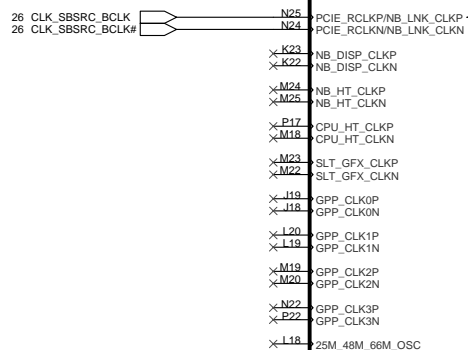 26 CLK_SBSRC_BCLK N25 PCIE_RCLKP/NB_LNK_CLKP
26 CLK_SBSRC_BCLK# N24 PCIE_RCLKN/NB_LNK_CLKN
K23 NB_DISP_CLKP
K22 NB_DISP_CLKN
M24 NB_HT_CLKP
M25 NB_HT_CLKN
P17 CPU_HT_CLKP
M18 CPU_HT_CLKN
M23 SLT_GFX_CLKP
M22 SLT_GFX_CLKN
J19 GPP_CLK0P
J18 GPP_CLK0N
L20 GPP_CLK1P
L19 GPP_CLK1N
M19 GPP_CLK2P
M20 GPP_CLK2N
N22 GPP_CLK3P
P22 GPP_CLK3N
L18 25M_48M_66M_OSC